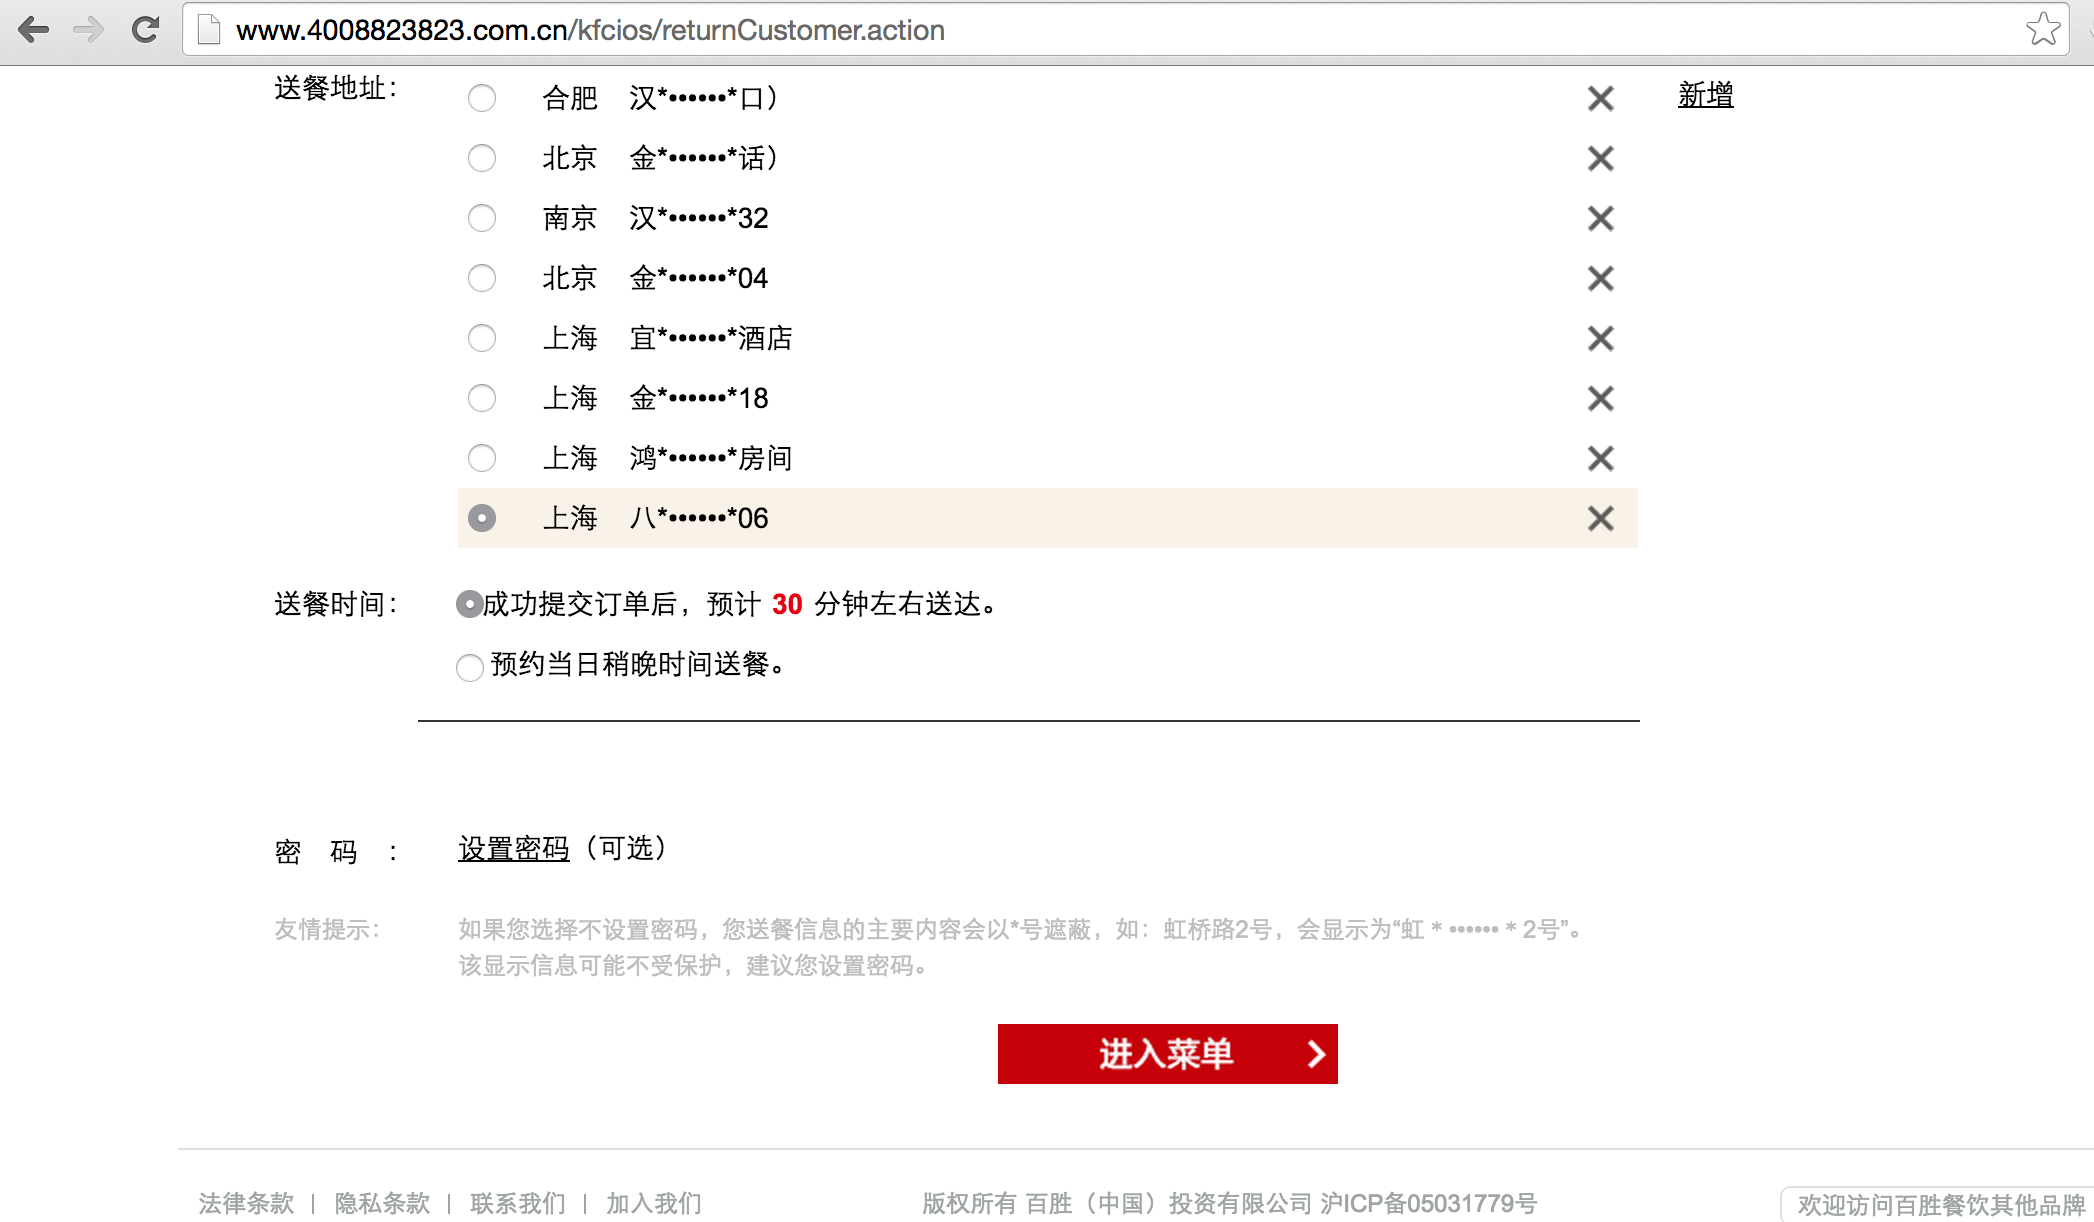 www.4008823823.com.cn/kfcios/returnCustomer.action
送餐地址：
合肥 汉*••••••*口）
新增
北京 金*••••••*话）
南京 汉*••••••*32
北京 金*••••••*04
上海 宜*••••••*酒店
上海 金*••••••*18
上海 鸿*••••••*房间
上海 八*••••••*06
送餐时间：
成功提交订单后，预计 30 分钟左右送达。
预约当日稍晚时间送餐。
密 码 ：
设置密码（可选）
友情提示：
如果您选择不设置密码，您送餐信息的主要内容会以*号遮蔽，如：虹桥路2号，会显示为“虹 * •••••• * 2号”。
该显示信息可能不受保护，建议您设置密码。
进入菜单
法律条款 | 隐私条款 | 联系我们 | 加入我们
版权所有 百胜（中国）投资有限公司 沪ICP备05031779号
欢迎访问百胜餐饮其他品牌